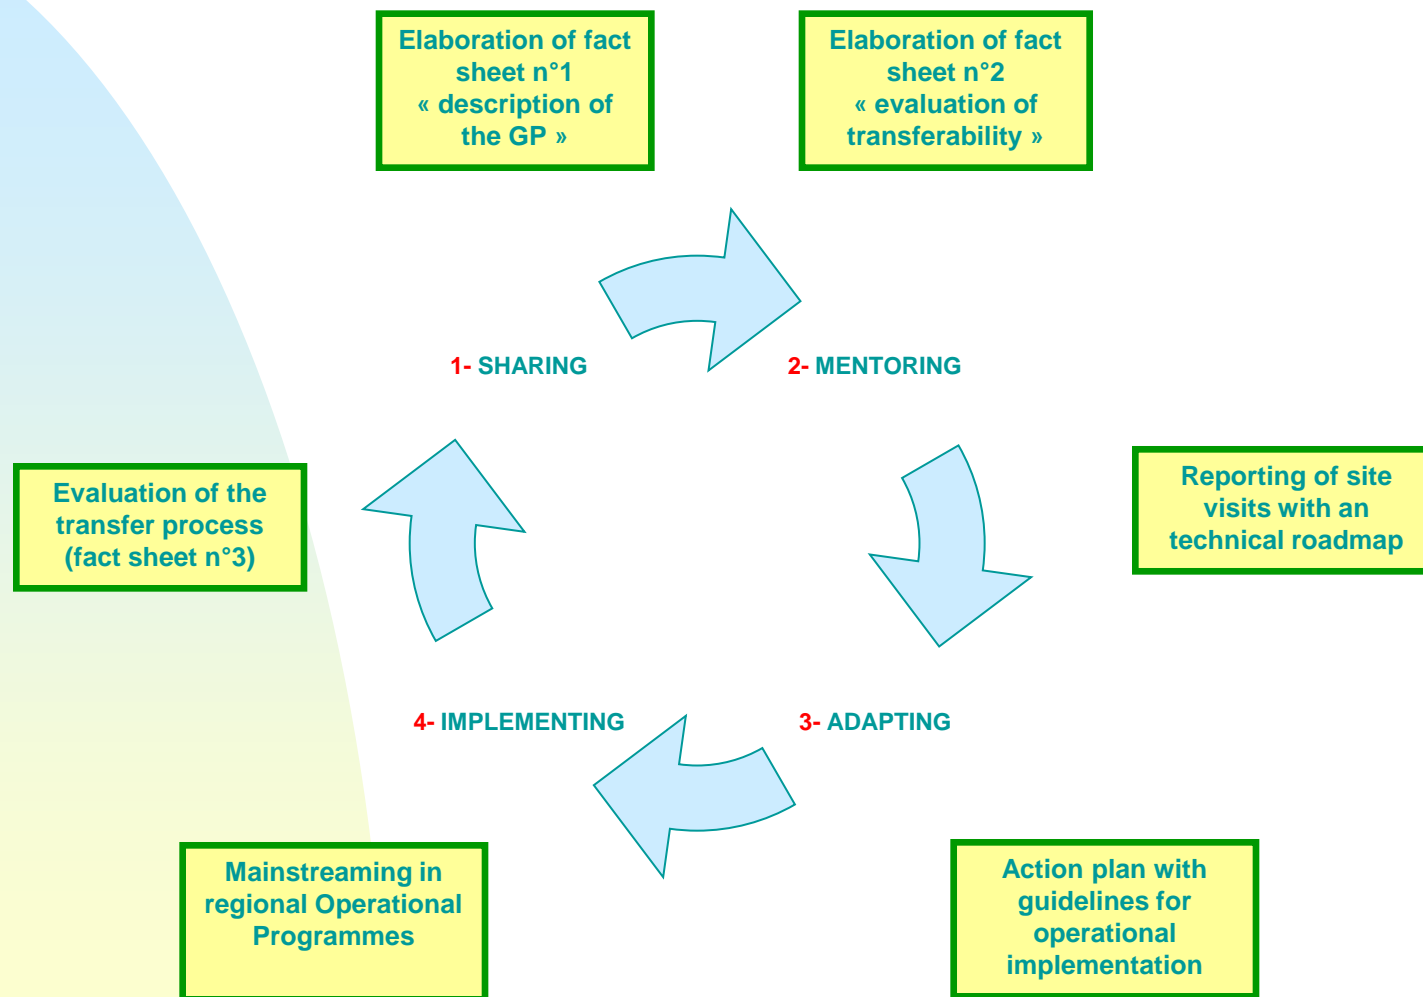 Elaboration of fact
sheet n°1
« description of
the GP »
Elaboration of fact
sheet n°2
« evaluation of
transferability »
1- SHARING
2- MENTORING
Evaluation of the
transfer process
(fact sheet n°3)
Reporting of site
visits with an
technical roadmap
4- IMPLEMENTING
3- ADAPTING
Mainstreaming in
regional Operational
Programmes
Action plan with
guidelines for
operational
implementation